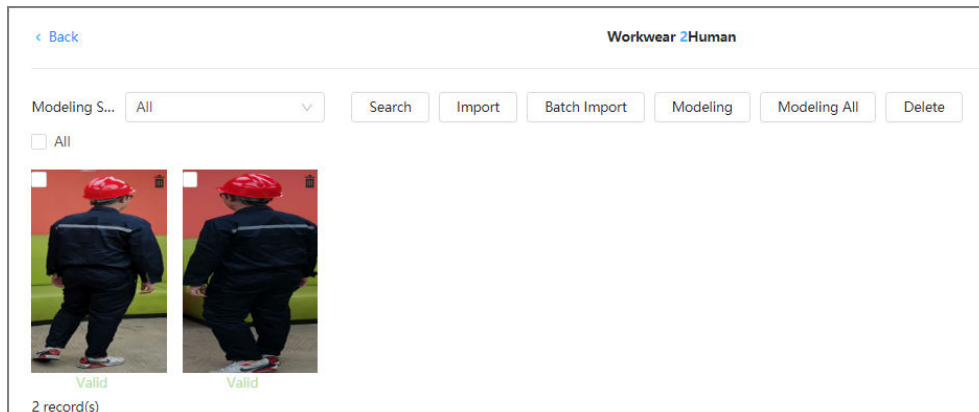 < Back
Workwear 2Human
Modeling S... All
Search Import Batch Import Modeling Modeling All Delete
All
Valid Valid
2 record(s)